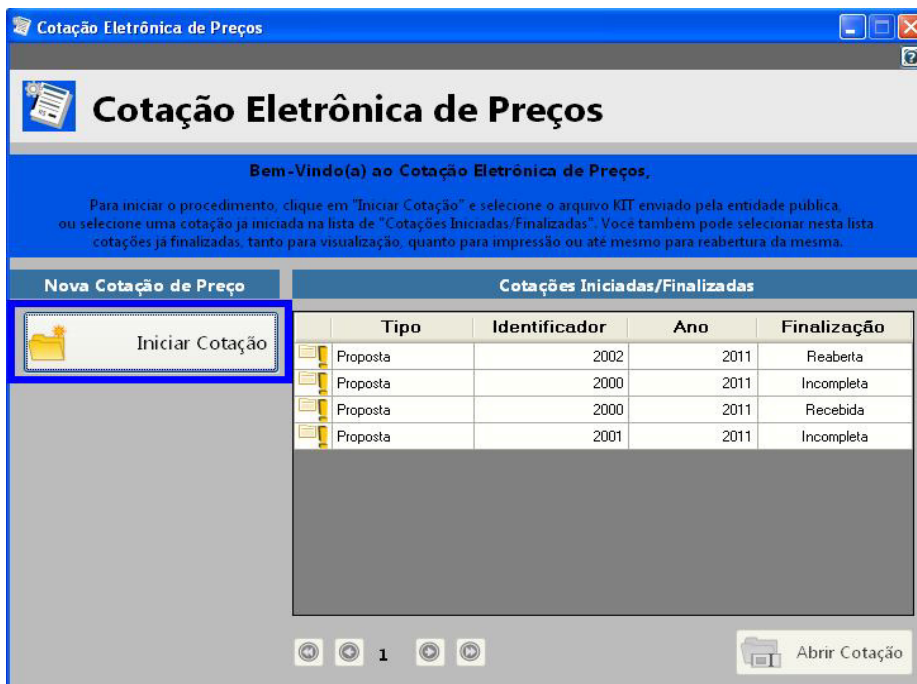 Cotação Eletrônica de Preços
Cotação Eletrônica de Preços
Bem-Vindo(a) ao Cotação Eletrônica de Preços,
Para iniciar o procedimento, clique em "Iniciar Cotação" e selecione o arquivo KIT enviado pela entidade pública,
ou selecione uma cotação já iniciada na lista de "Cotações Iniciadas/Finalizadas". Você também pode selecionar nesta lista
cotações já finalizadas, tanto para visualização, quanto para impressão ou até mesmo para reabertura da mesma.
Nova Cotação de Preço
Cotações Iniciadas/Finalizadas
Iniciar Cotação
Tipo Identificador Ano Finalização
Proposta 2002 2011 Reaberta
Proposta 2000 2011 Incompleta
Proposta 2000 2011 Recebida
Proposta 2001 2011 Incompleta
1
Abrir Cotação